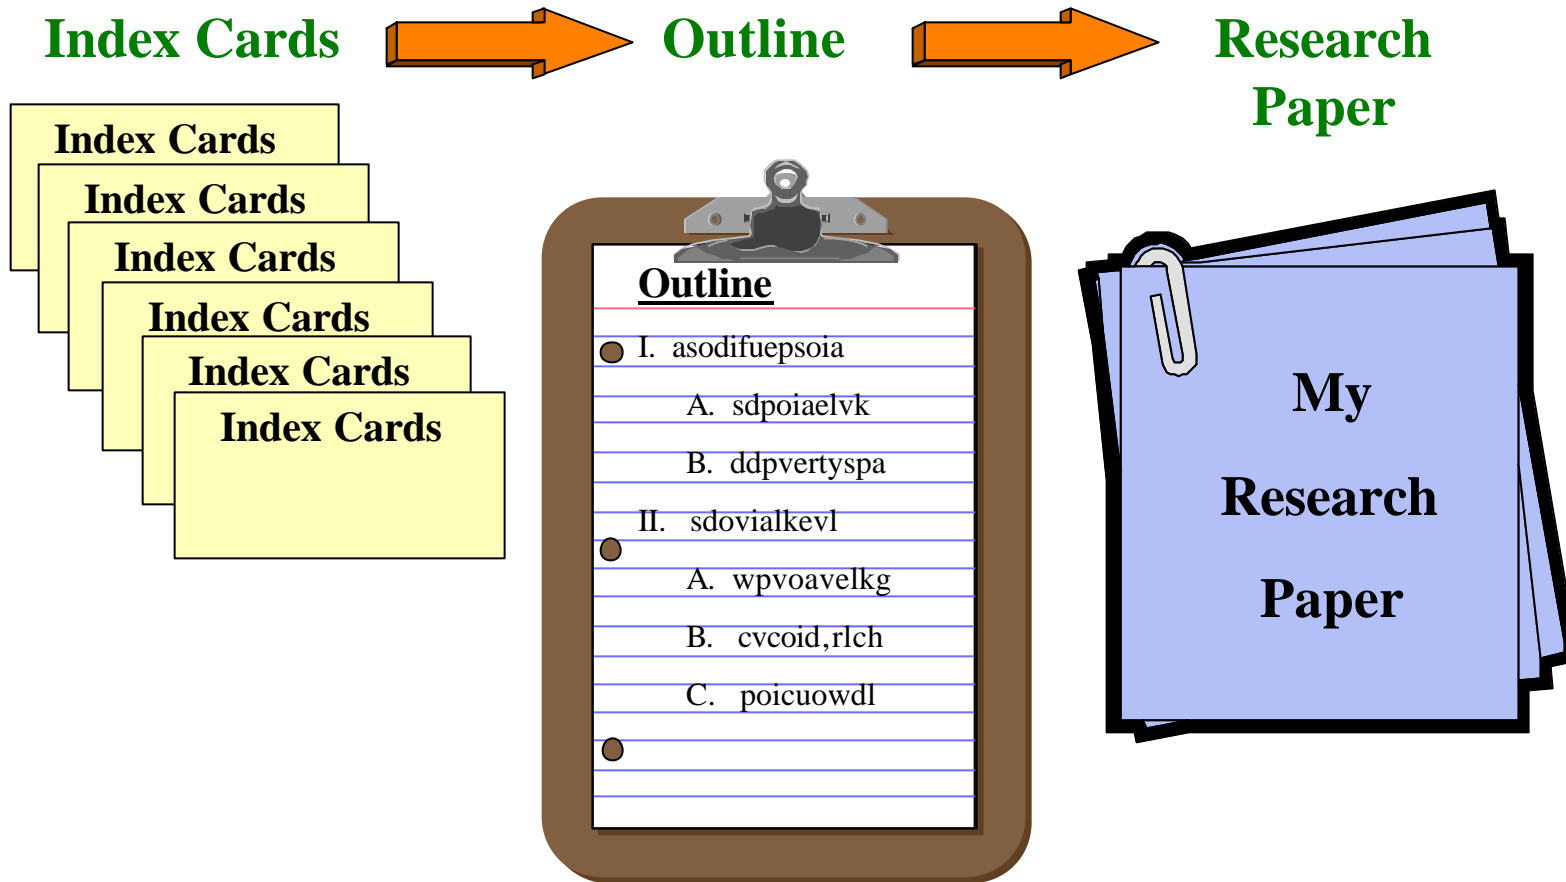 Index Cards
Outline
Research
Paper
Index Cards
Index Cards
Index Cards
Index Cards
Index Cards
Index Cards
Outline
I. asodifuepsoia
A. sdpoiaelvk
B. ddpvertyspa
II. sdovialkevl
A. wpvoavelkg
B. cvcoid,rlch
C. poicuowdl
My
Research
Paper